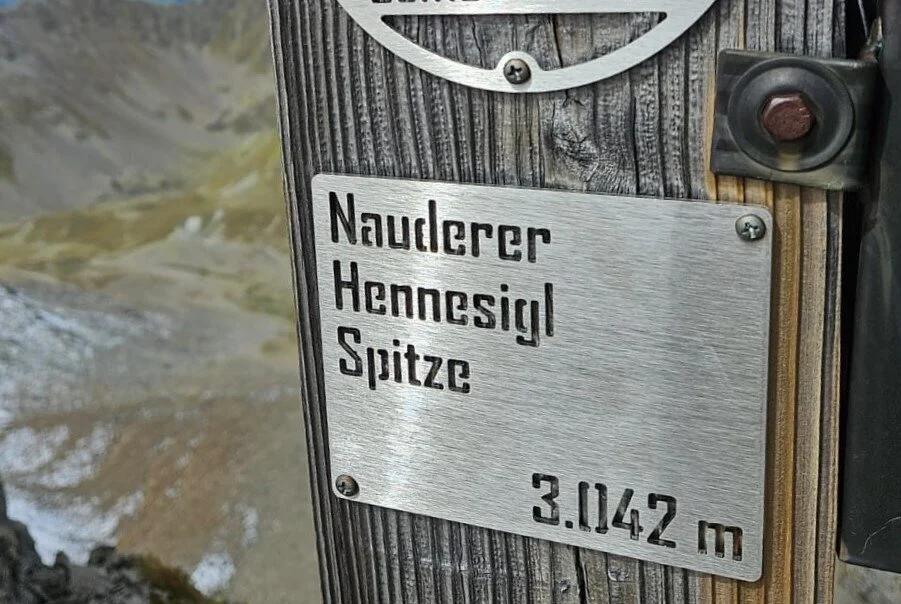 Nauderer
Hennesigl
Spitze
3.042 m